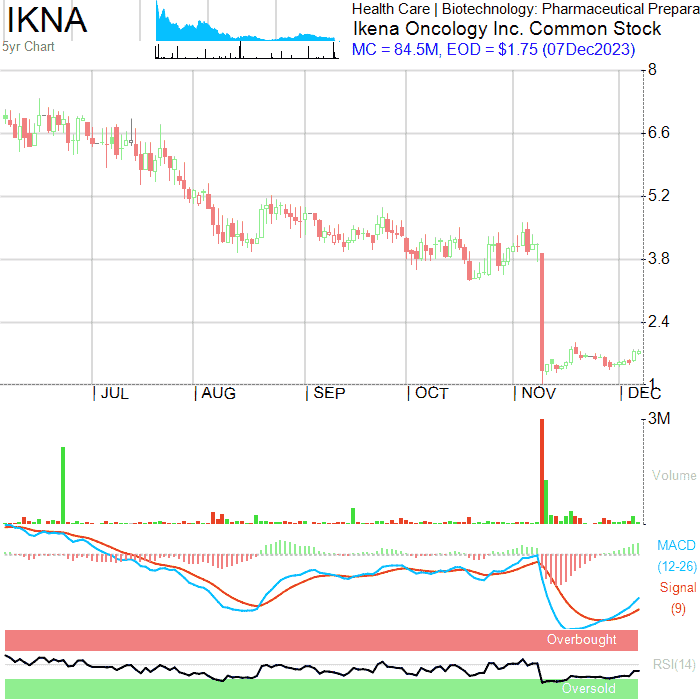 IKNA
5yr Chart
Health Care | Biotechnology: Pharmaceutical Prepara
Ikena Oncology Inc. Common Stock
MC = 84.5M, EOD = $1.75 (07Dec2023)
8
6.6
5.2
3.8
2.4
1
JUL AUG SEP OCT NOV DEC
3M
Volume
MACD
(12-26)
Signal
(9)
Overbought
RSI(14)
Oversold